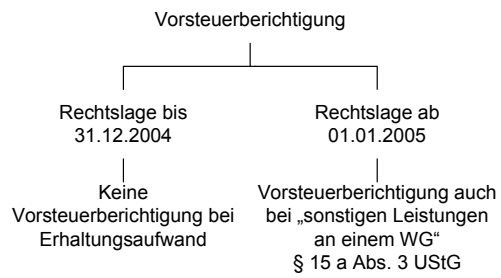 Vorsteuerberichtigung
Rechtslage bis
31.12.2004
Rechtslage ab
01.01.2005
Keine
Vorsteuerberichtigung bei
Erhaltungsaufwand
Vorsteuerberichtigung auch
bei „sonstigen Leistungen
an einem WG“
§ 15 a Abs. 3 UStG